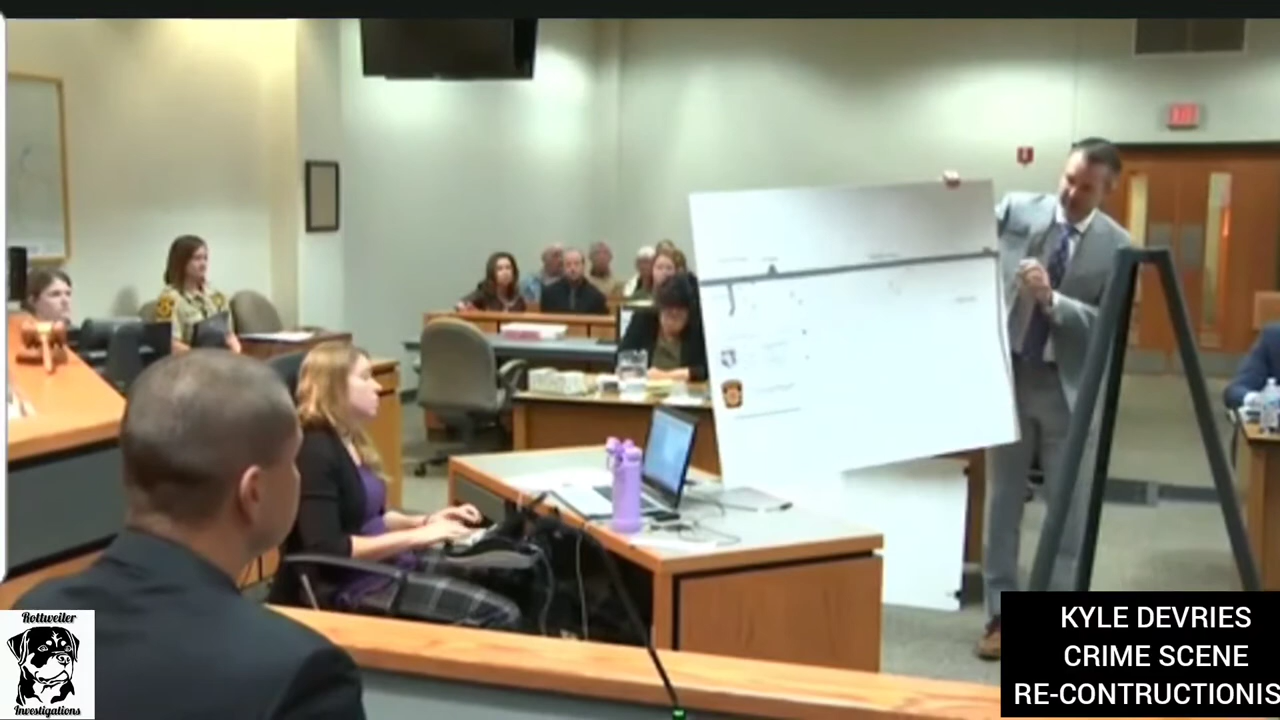 Rottweiler
Investigations
KYLE DEVRIES
CRIME SCENE
RE-CONTRUCTIONIS